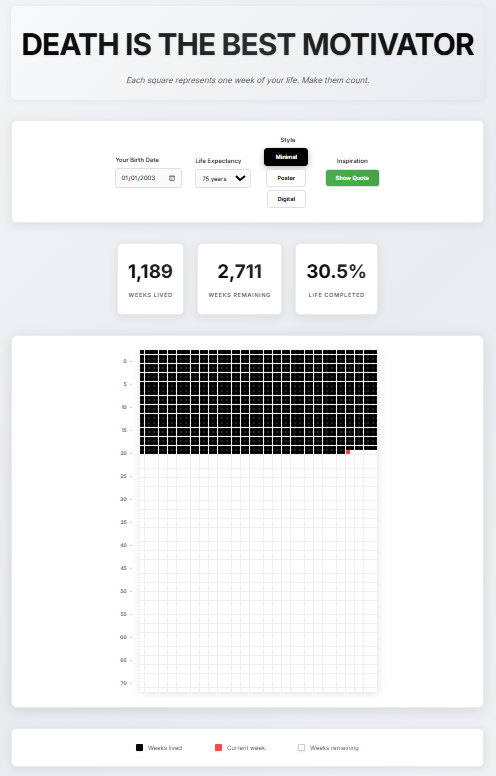 DEATH IS THE BEST MOTIVATOR
Each square represents one week of your life. Make them count.
Style
Your Birth Date
Life Expectancy
Inspiration
Minimal
01/01/2003
75 years
Poster
Show Quote
Digital
1,189
2,711
30.5%
WEEKS LIVED
WEEKS REMAINING
LIFE COMPLETED
0
5
10
15
20
25
30
35
40
45
50
55
60
65
70
Weeks lived
Current week
Weeks remaining